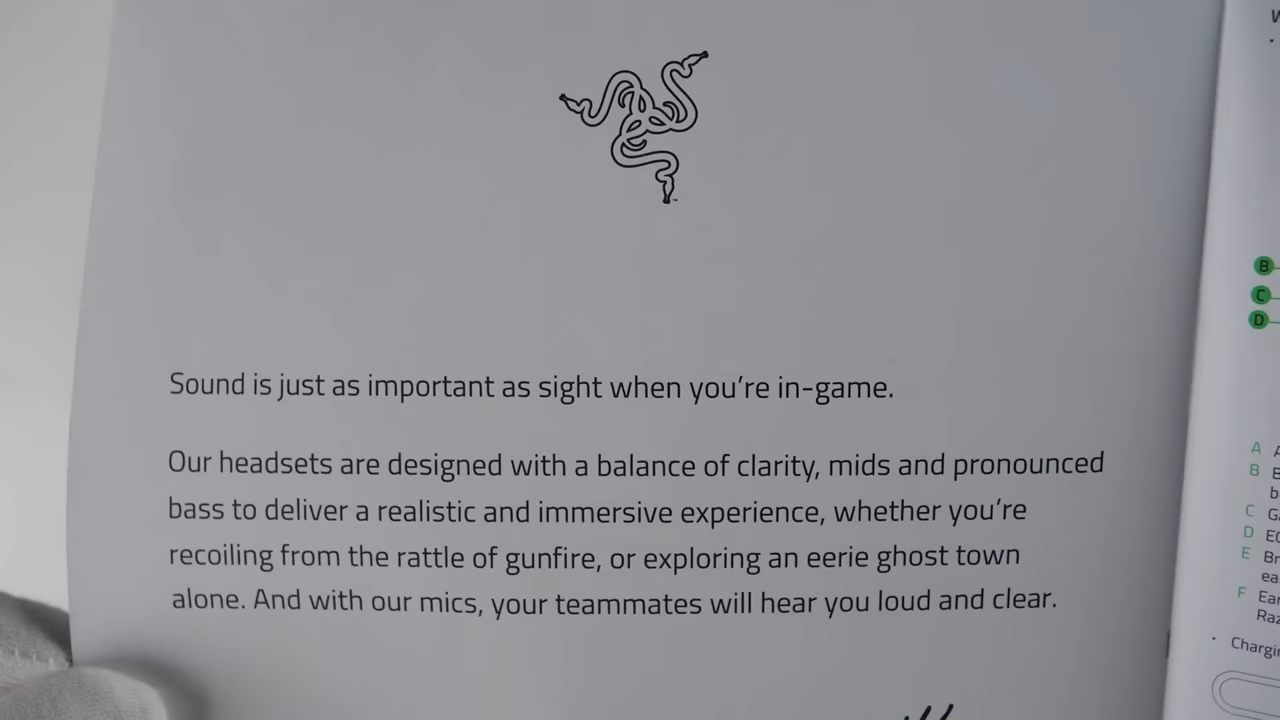 Sound is just as important as sight when you're in-game.
Our headsets are designed with a balance of clarity, mids and pronounced
bass to deliver a realistic and immersive experience, whether you're
recoiling from the rattle of gunfire, or exploring an eerie ghost town
alone. And with our mics, your teammates will hear you loud and clear.
B
C
D
A
B
C
D
E
F